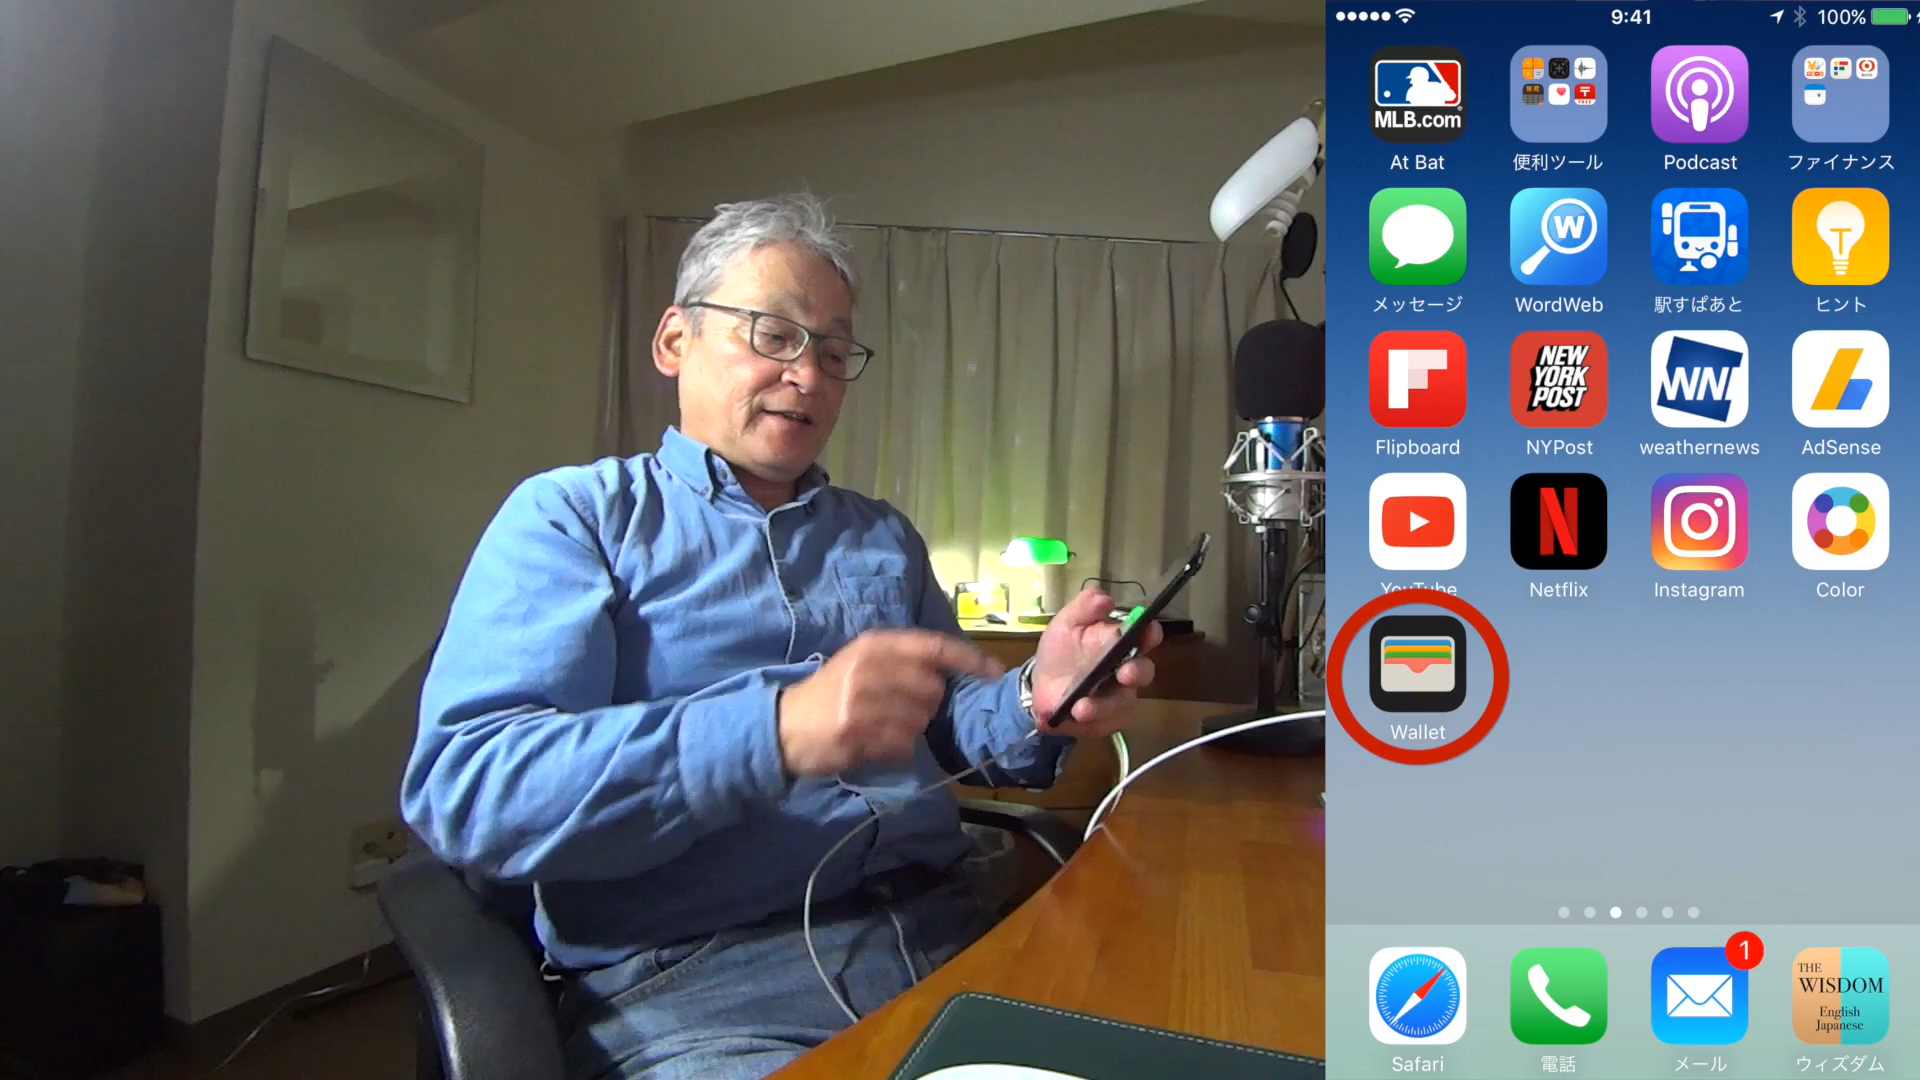 9:41
100%
MLB.com
At Bat
便利ツール
Podcast
ファイナンス
W
T
メッセージ
WordWeb
駅すぱあと
ヒント
NEW
YORK
POST
WN
Flipboard
NYPost
weathernews
AdSense
YouTube
Netflix
Instagram
Color
Wallet
1
THE
WISDOM
English
Japanese
Safari
電話
メール
ウィズダム